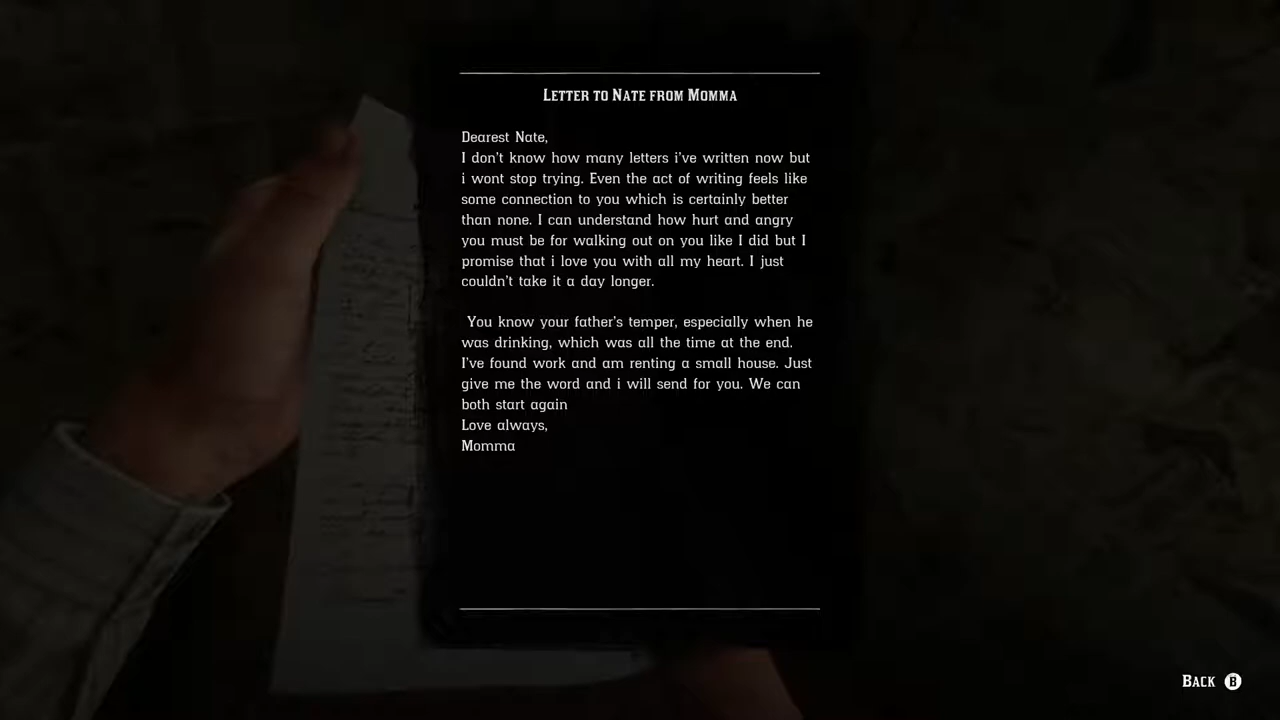 Letter to Nate from Momma
Dearest Nate,
I don't know how many letters i've written now but
i wont stop trying. Even the act of writing feels like
some connection to you which is certainly better
than none. I can understand how hurt and angry
you must be for walking out on you like I did but I
promise that i love you with all my heart. I just
couldn't take it a day longer.
You know your father's temper, especially when he
was drinking, which was all the time at the end.
I've found work and am renting a small house. Just
give me the word and i will send for you. We can
both start again
Love always,
Momma
Back B